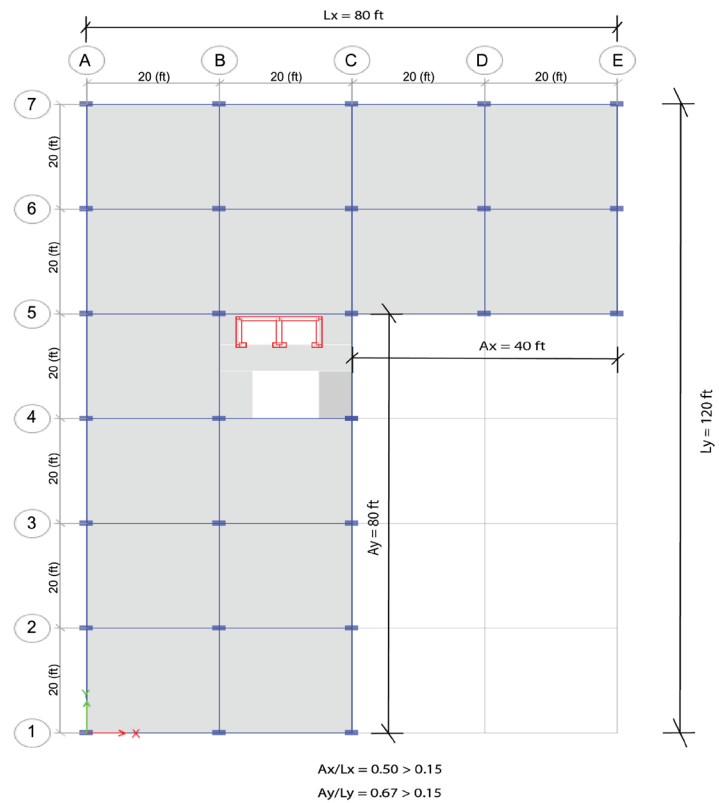 Lx = 80 ft
A B C D E
20 (ft) 20 (ft) 20 (ft) 20 (ft)
7
20 (ft)
6
20 (ft)
5
20 (ft)
Ax = 40 ft
4
20 (ft)
Ly = 120 ft
3
Ay = 80 ft
20 (ft)
2
20 (ft)
Y
X
1
Ax/Lx = 0.50 > 0.15
Ay/Ly = 0.67 > 0.15